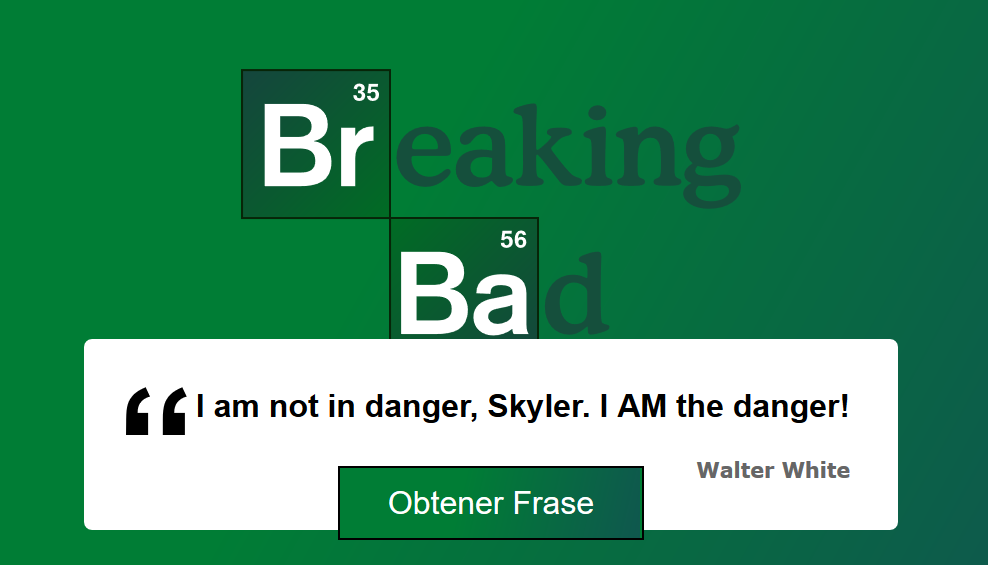 35
Breaking
56
Bad
“ I am not in danger, Skyler. I AM the danger!
Walter White
Obtener Frase